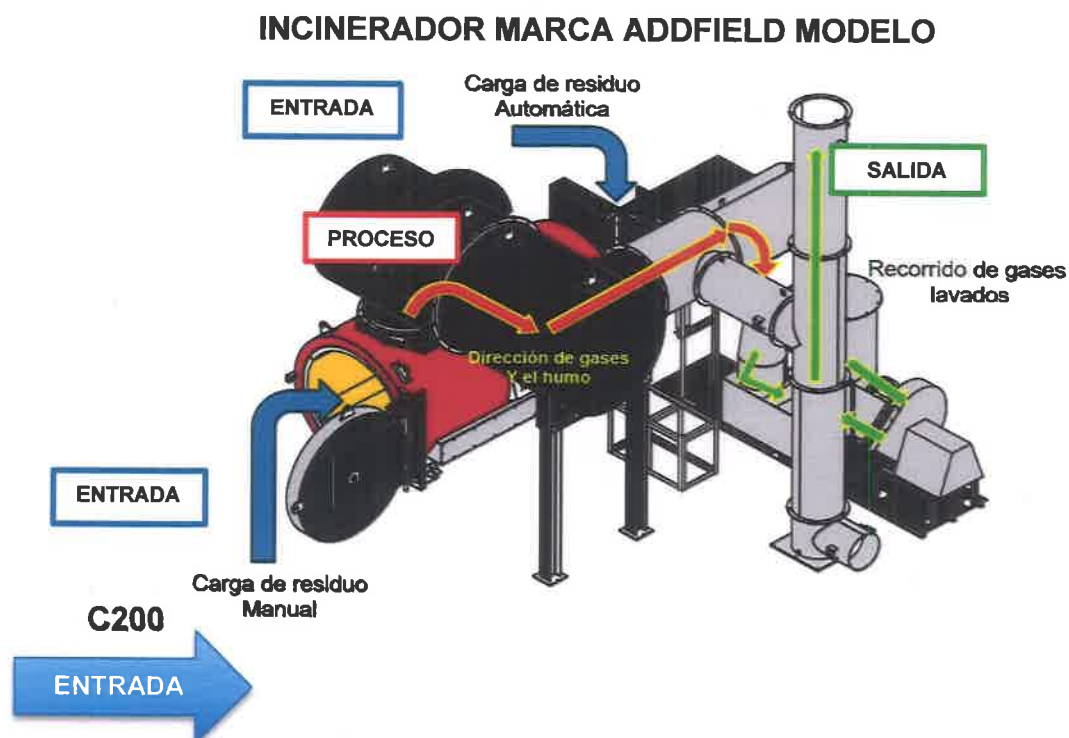 INCINERADOR MARCA ADDFIELD MODELO
ENTRADA
Carga de residuo
Automática
SALIDA
PROCESO
Recorrido de gases
lavados
Dirección de gases
Y el humo
ENTRADA
Carga de residuo
Manual
C200
ENTRADA